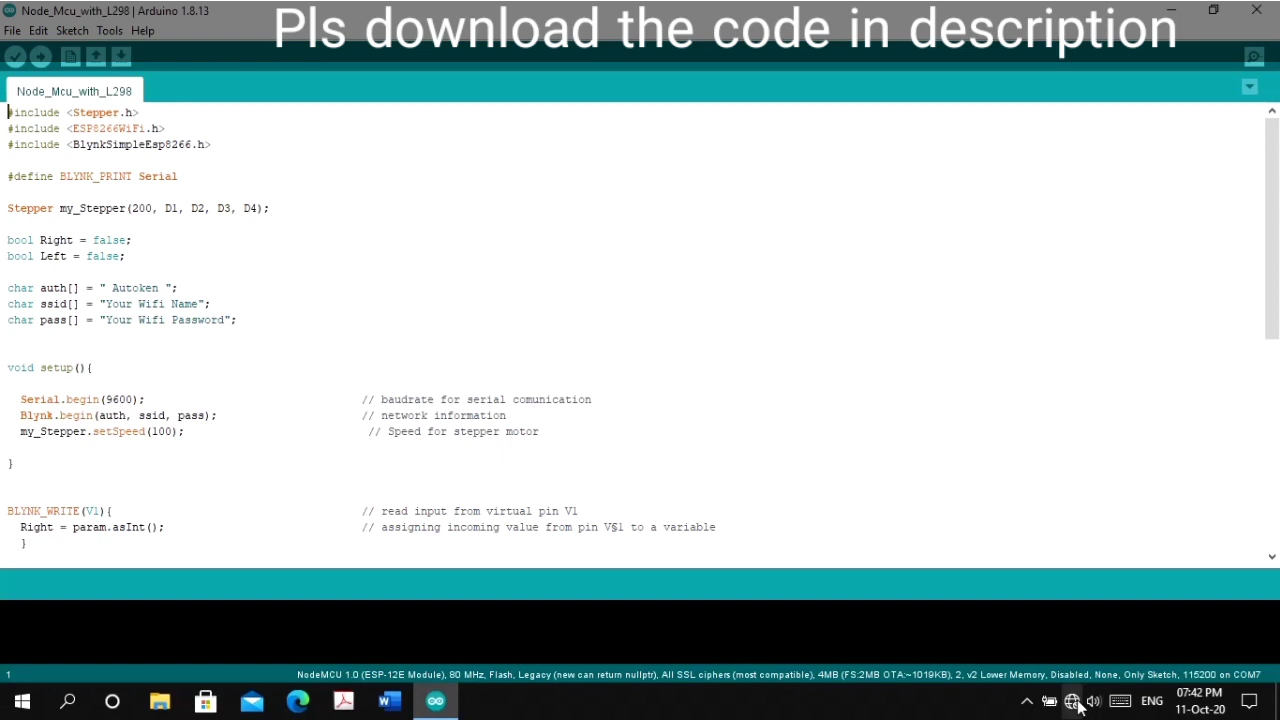 Node_Mcu_with_L298 | Arduino 1.8.13
Pls download the code in description
File Edit Sketch Tools Help
Node_Mcu_with_L298
#include <Stepper.h>
#include <ESP8266WiFi.h>
#include <BlynkSimpleEsp8266.h>
#define BLYNK_PRINT Serial
Stepper my_Stepper(200, D1, D2, D3, D4);
bool Right = false;
bool Left = false;
char auth[] = " Autoken ";
char ssid[] = "Your Wifi Name";
char pass[] = "Your Wifi Password";
void setup(){
Serial.begin(9600); // baudrate for serial comunication
Blynk.begin(auth, ssid, pass); // network information
my_Stepper.setSpeed(100); // Speed for stepper motor
}
BLYNK_WRITE(V1){ // read input from virtual pin V1
Right = param.asInt(); // assigning incoming value from pin V§1 to a variable
}
1 NodeMCU 1.0 (ESP-12E Module), 80 MHz, Flash, Legacy (new can return nullptr), All SSL ciphers (most compatible), 4MB (FS:2MB OTA:~1019KB), 2, v2 Lower Memory, Disabled, None, Only Sketch, 115200 on COM7
ENG
07:42 PM
11-Oct-20